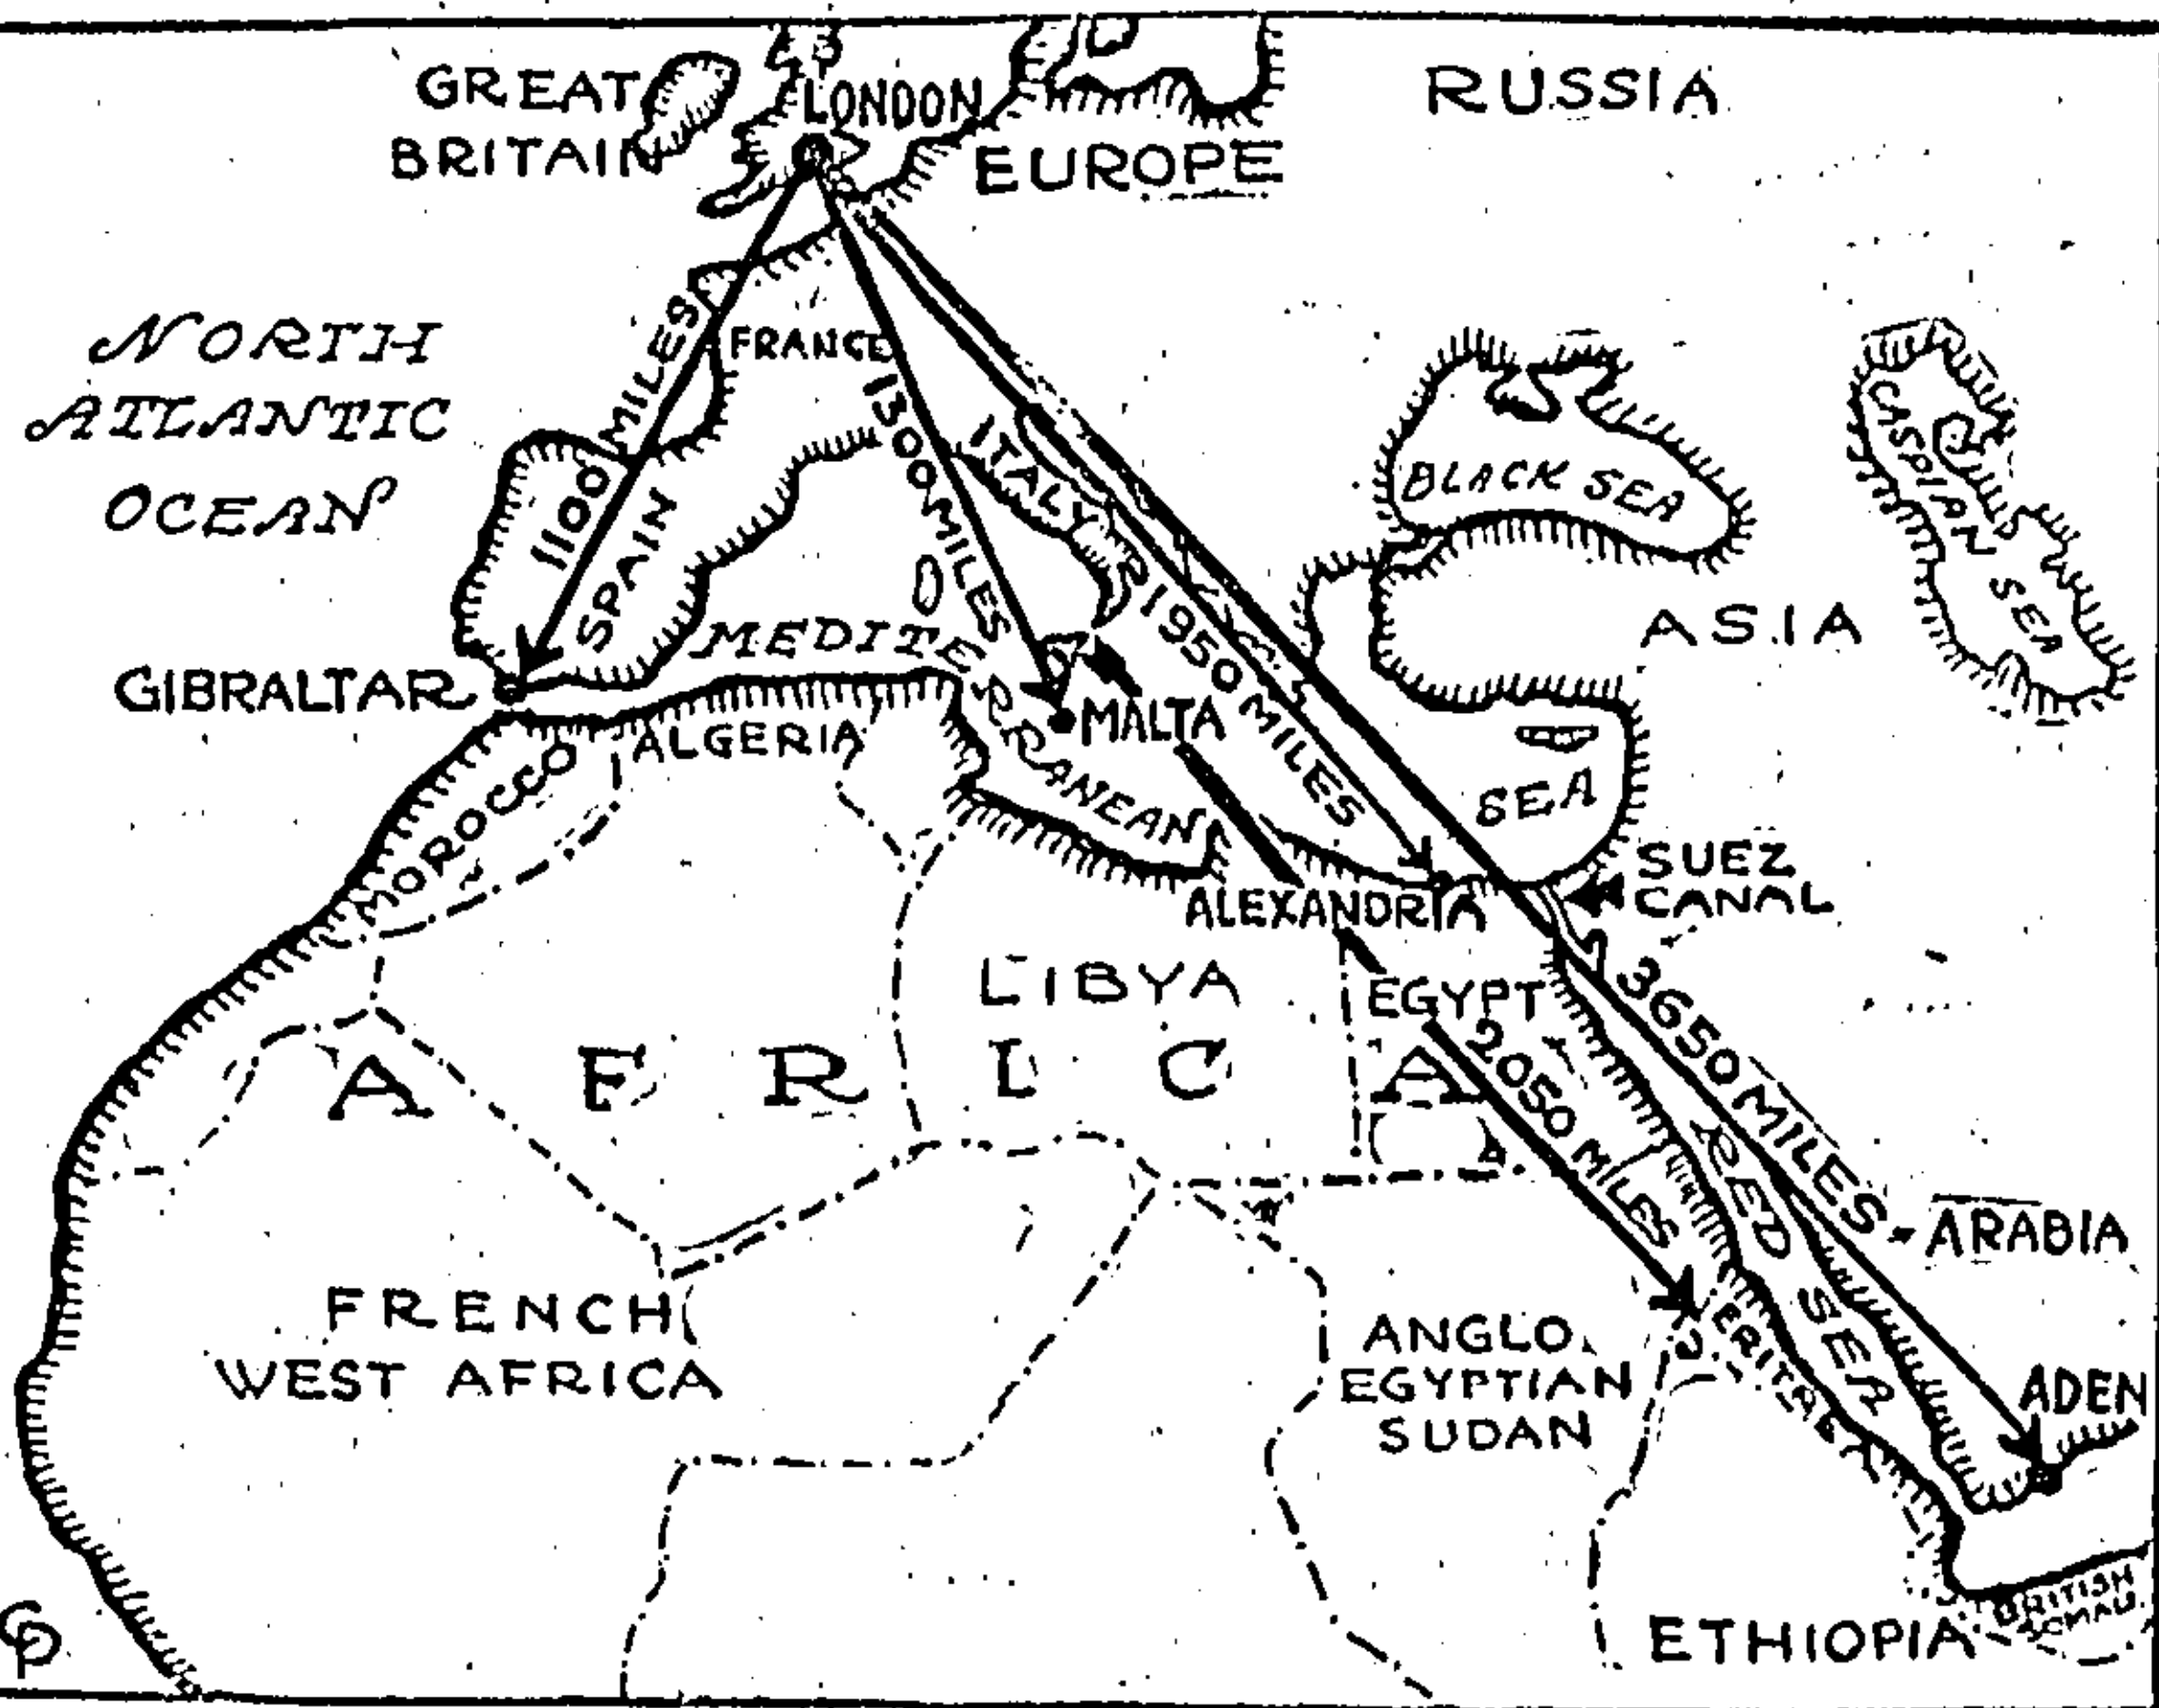 GREAT
BRITAIN
LONDON
EUROPE
RUSSIA
NORTH
ATLANTIC
OCEAN
FRANCE
1100 MILES
1300 MILES
ITALY
SPAIN
BLACK SEA
CASPIAN SEA
ASIA
1950 MILES
GIBRALTAR
MEDITERRANEAN
SEA
MALTA
ALGERIA
MOROCCO
SUEZ
CANAL
ALEXANDRIA
LIBYA
EGYPT
AFRICA
3650 MILES
2050 MILES
RED SEA
ARABIA
FRENCH
WEST AFRICA
ANGLO
EGYPTIAN
SUDAN
ERITREA
ADEN
BRITISH
ETHIOPIA